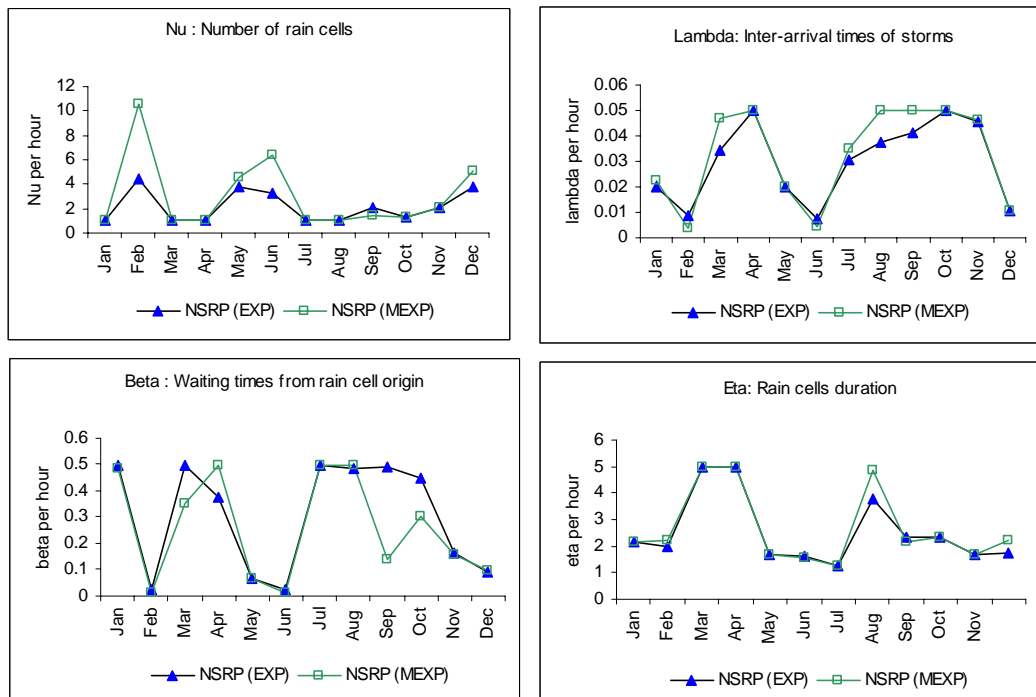 Nu : Number of rain cells
Nu per hour
12
10
8
6
4
2
0
Jan Feb Mar Apr May Jun Jul Aug Sep Oct Nov Dec
NSRP (EXP) NSRP (MEXP)
Lambda: Inter-arrival times of storms
lambda per hour
0.06
0.05
0.04
0.03
0.02
0.01
0
Jan Feb Mar Apr May Jun Jul Aug Sep Oct Nov Dec
NSRP (EXP) NSRP (MEXP)
Beta : Waiting times from rain cell origin
beta per hour
0.6
0.5
0.4
0.3
0.2
0.1
0
Jan Feb Mar Apr May Jun Jul Aug Sep Oct Nov Dec
NSRP (EXP) NSRP (MEXP)
Eta: Rain cells duration
eta per hour
6
5
4
3
2
1
0
Jan Feb Mar Apr May Jun Jul Aug Sep Oct Nov
NSRP (EXP) NSRP (MEXP)